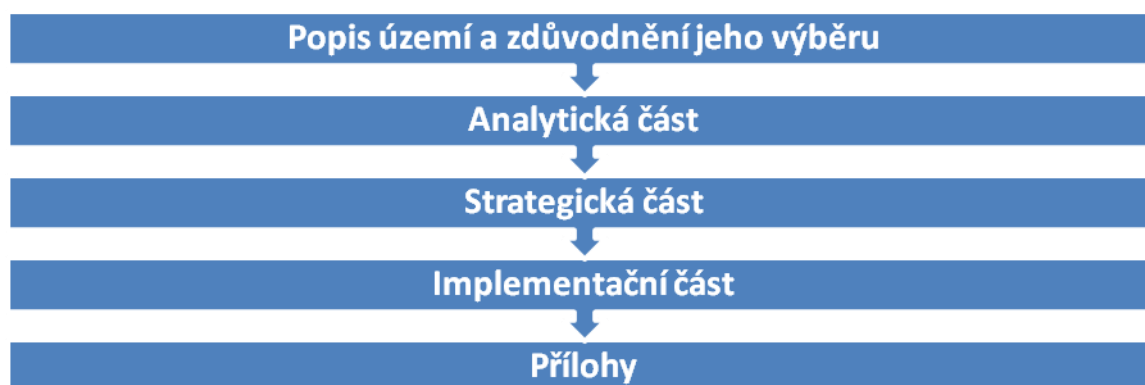 Popis území a zdůvodnění jeho výběru
Analytická část
Strategická část
Implementační část
Přílohy